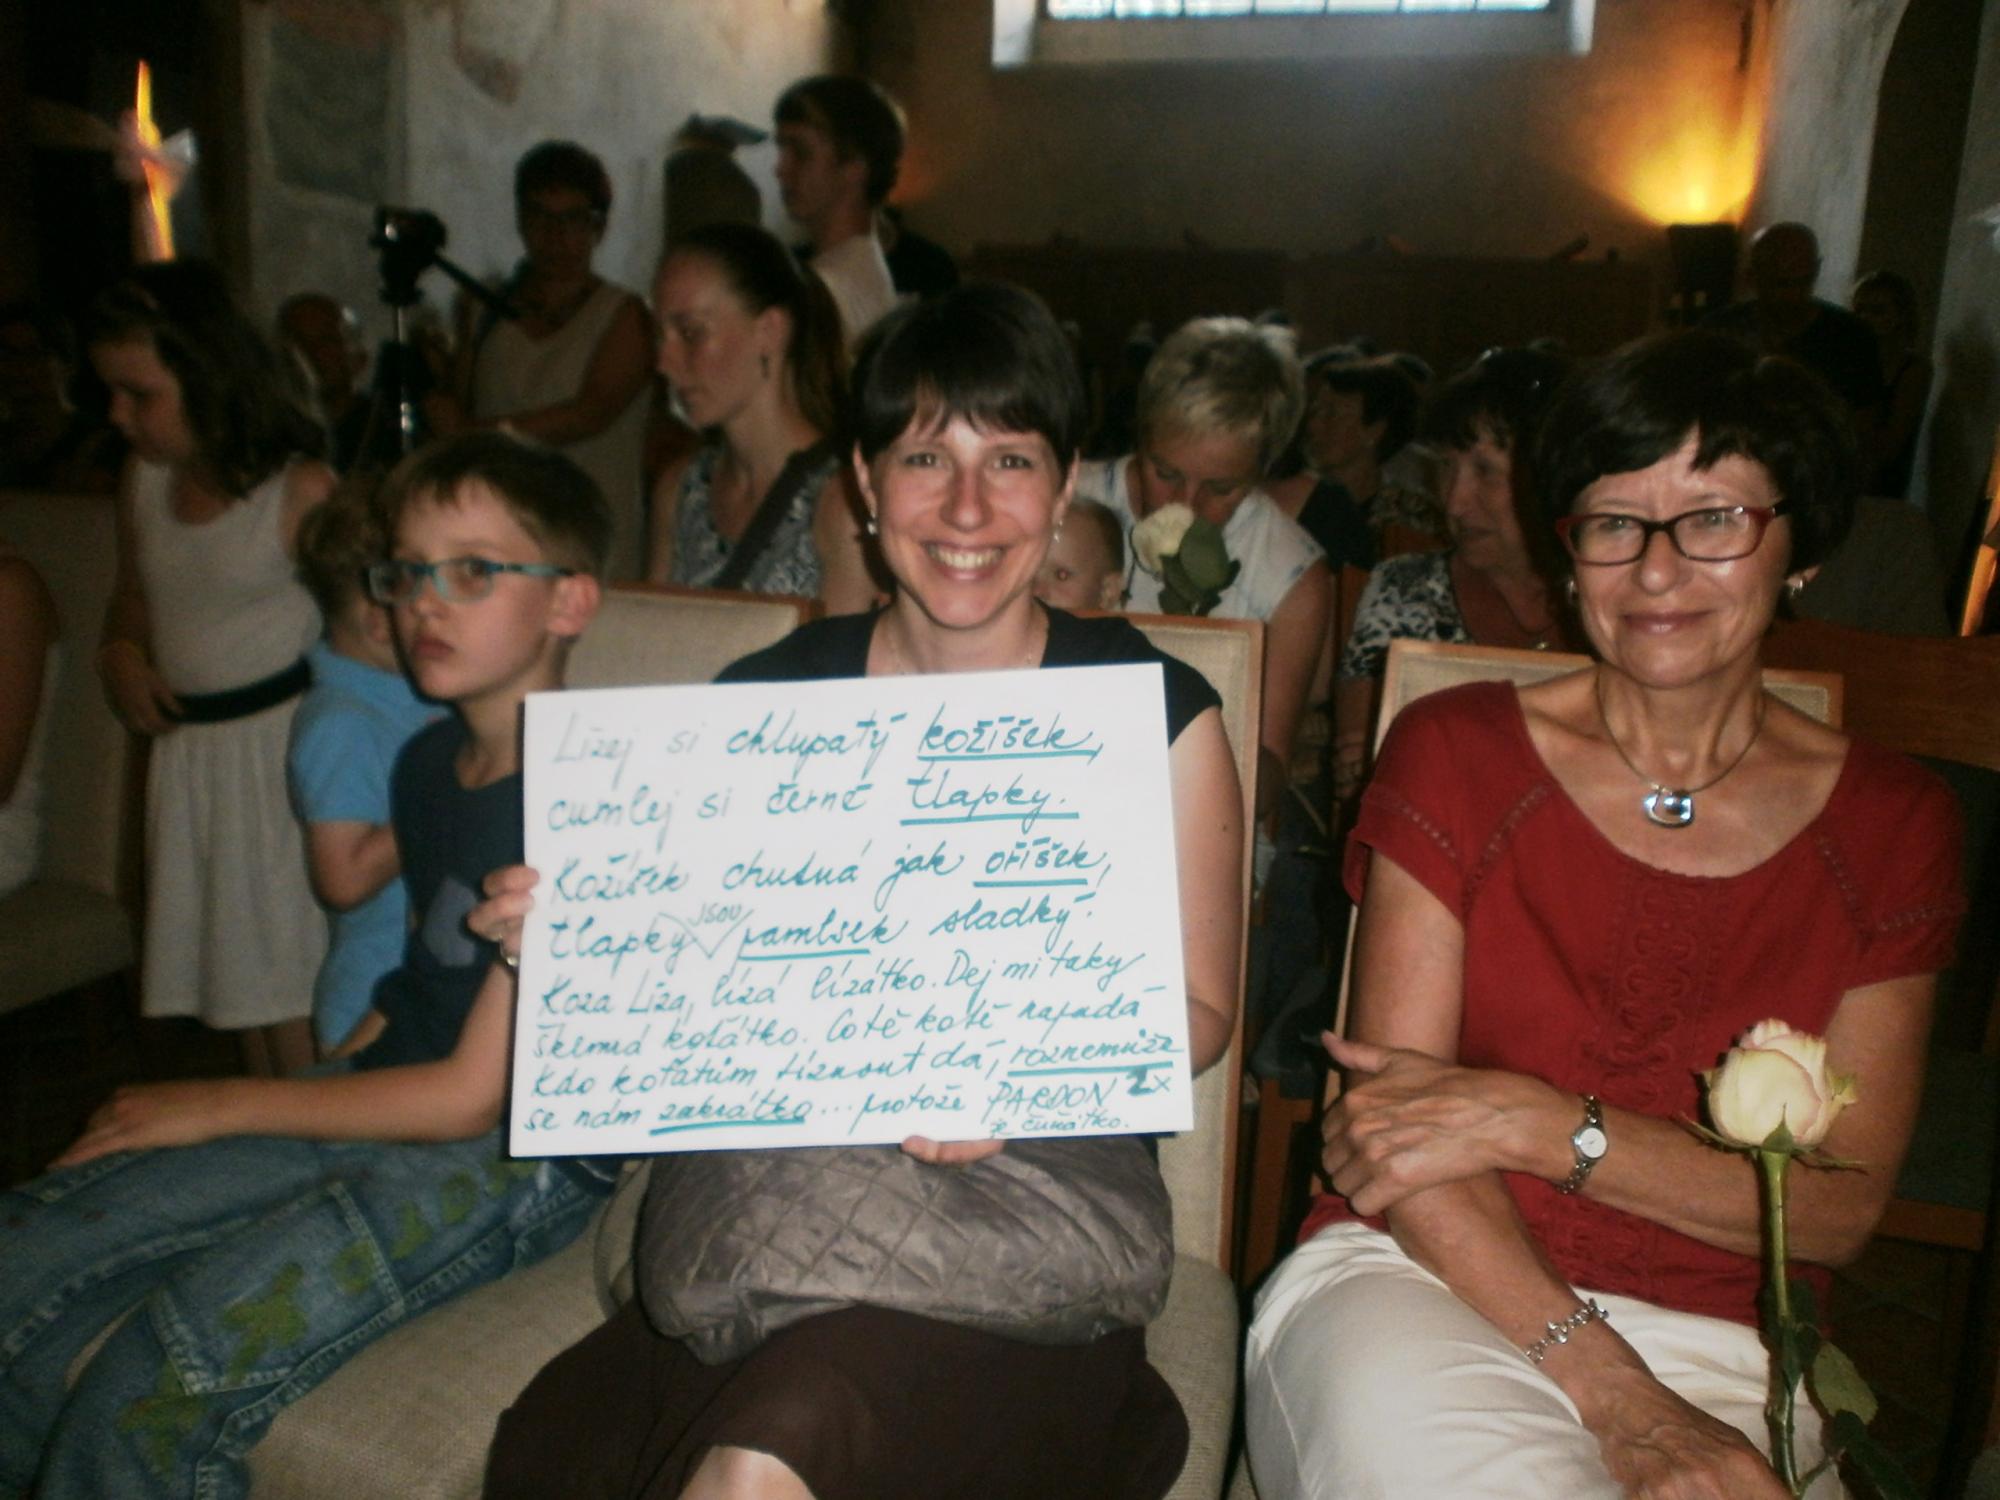 Lízej si chlupatý kožíšek,
cumlej si černé tlapky.
Kožíšek chutná jak oříšek,
tlapky JSOU pamlsek sladký.
Koza Líza, lízá lízátko. Dej mi taky
škemrá koťátko. Co tě kotě napadá
kdo koťatům líznout dá, roznemůže
se nám zakrátko... protože PARDON 2x
je čuňátko.